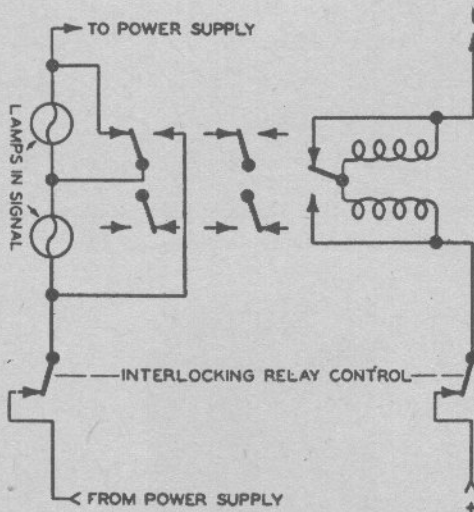 TO POWER SUPPLY
LAMPS IN SIGNAL
INTERLOCKING RELAY CONTROL
FROM POWER SUPPLY